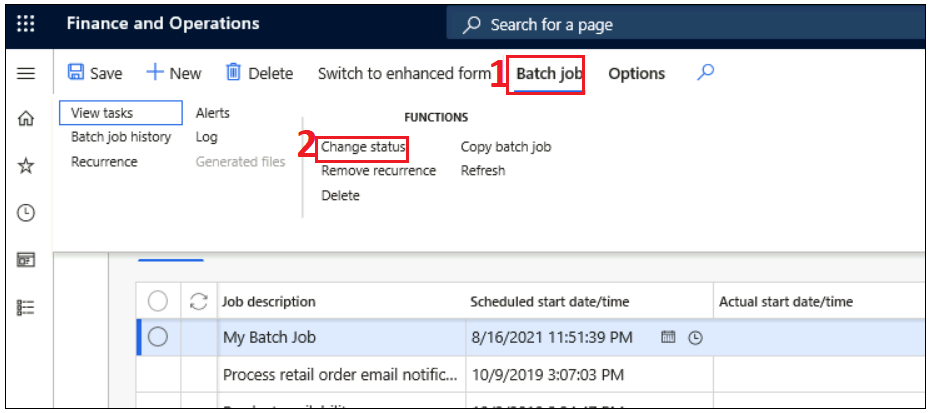 Finance and Operations
Search for a page
Save New Delete Switch to enhanced form 1 Batch job Options
View tasks Alerts
FUNCTIONS
Batch job history Log
2 Change status Copy batch job
Recurrence Generated files
Remove recurrence Refresh
Delete
Job description Scheduled start date/time Actual start date/time
My Batch Job 8/16/2021 11:51:39 PM
Process retail order email notific... 10/9/2019 3:07:03 PM